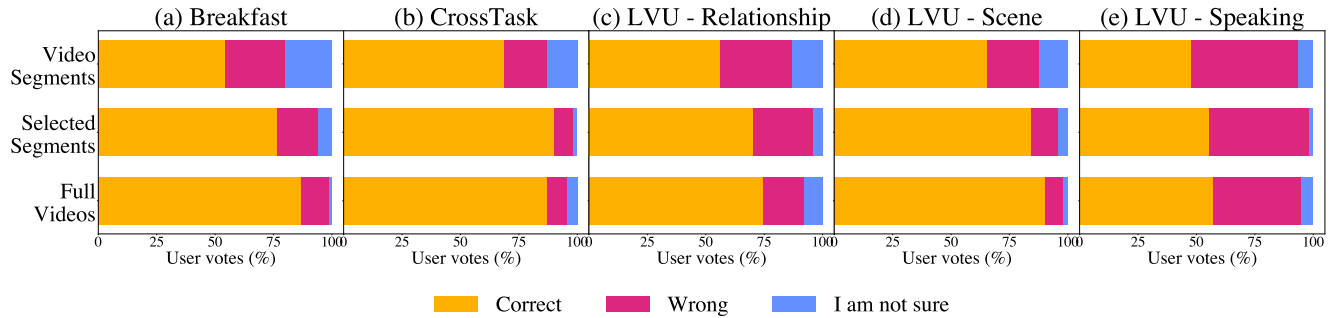 (a) Breakfast (b) CrossTask (c) LVU - Relationship (d) LVU - Scene (e) LVU - Speaking
Video
Segments
Selected
Segments
Full
Videos
0 25 50 75 100 0 25 50 75 100 0 25 50 75 100 0 25 50 75 100 0 25 50 75 100
User votes (%) User votes (%) User votes (%) User votes (%) User votes (%)
Correct Wrong I am not sure